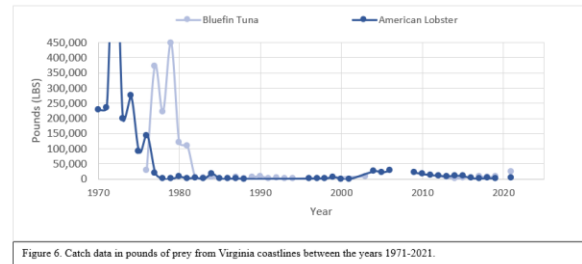 Bluefin Tuna American Lobster
450,000
400,000
350,000
300,000
250,000
200,000
150,000
100,000
50,000
0
Pounds (LBS)
1970 1980 1990 2000 2010 2020
Year
Figure 6. Catch data in pounds of prey from Virginia coastlines between the years 1971-2021.